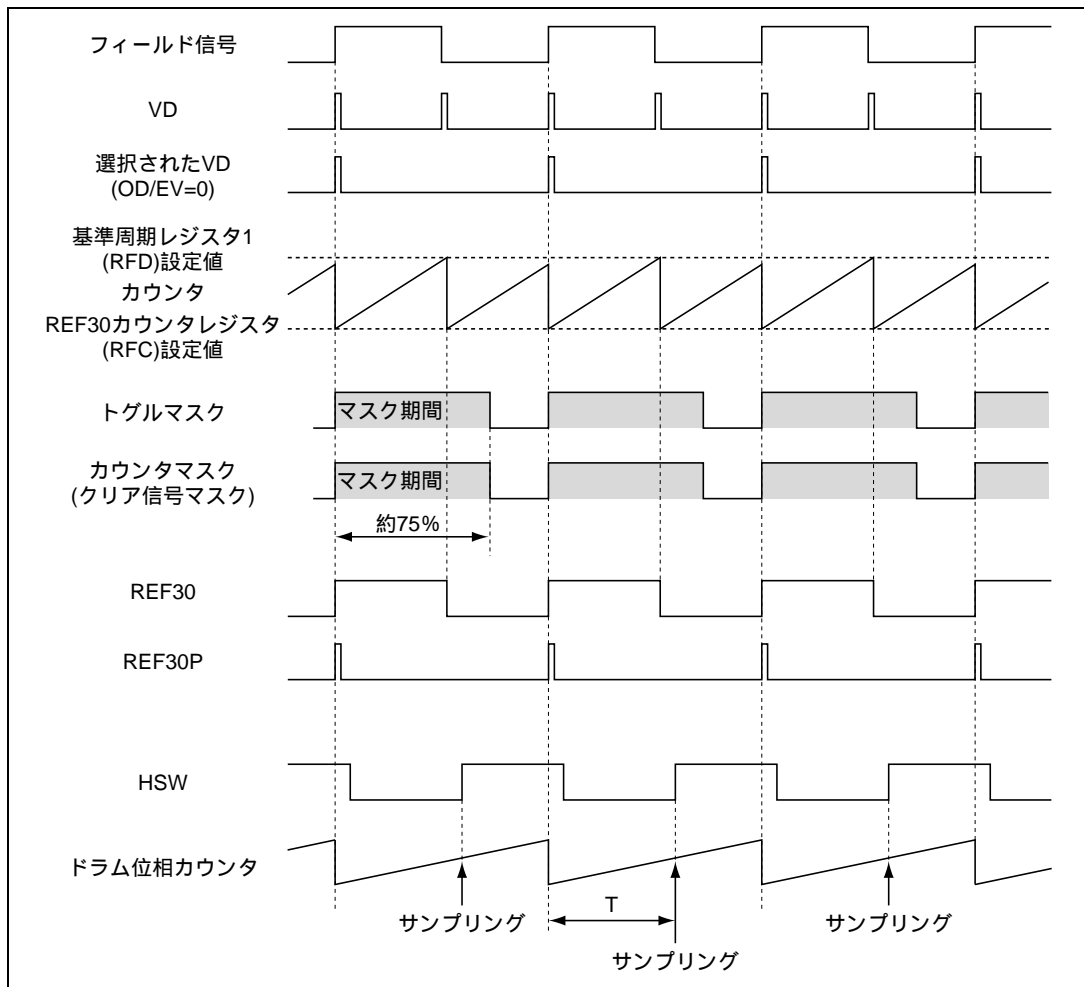 フィールド信号
VD
選択されたVD
(OD/EV=0)
基準周期レジスタ1
(RFD)設定値
カウンタ
REF30カウンタレジスタ
(RFC)設定値
トグルマスク
マスク期間
カウンタマスク
(クリア信号マスク)
マスク期間
約75%
REF30
REF30P
HSW
ドラム位相カウンタ
サンプリング
T
サンプリング
サンプリング